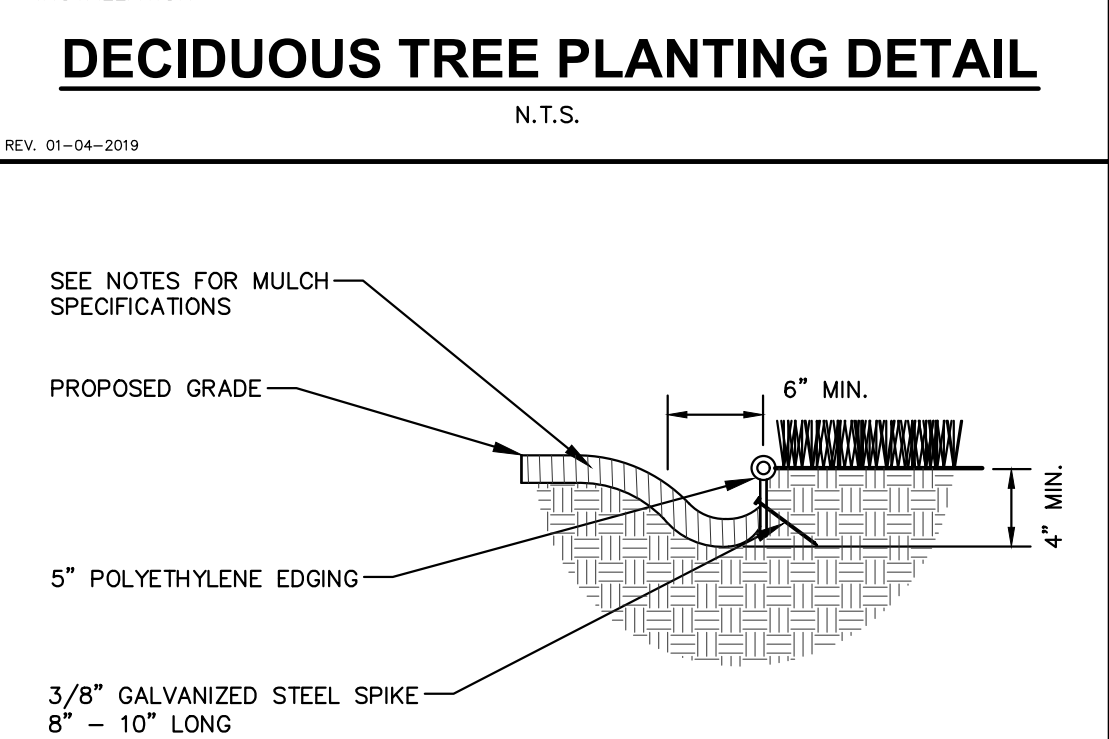 DECIDUOUS TREE PLANTING DETAIL
N.T.S.
REV. 01-04-2019
SEE NOTES FOR MULCH
SPECIFICATIONS
PROPOSED GRADE
6" MIN.
4" MIN.
5" POLYETHYLENE EDGING
3/8" GALVANIZED STEEL SPIKE
8" - 10" LONG